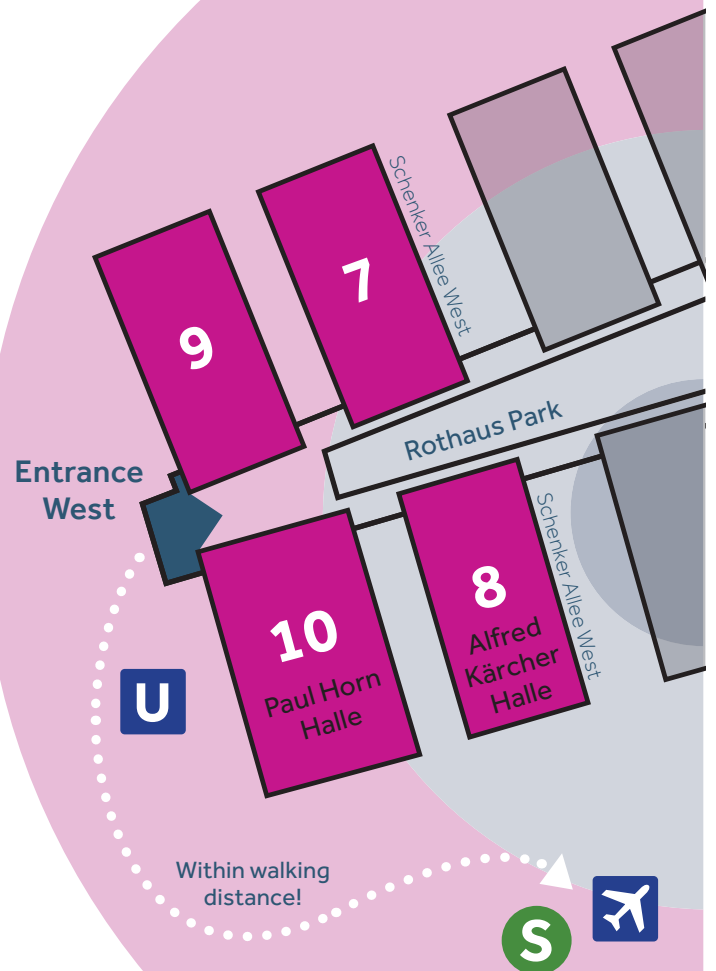 Schenker Allee West
7
9
Rothaus Park
Entrance
West
Schenker Allee West
8
Alfred
Kärcher
Halle
10
Paul Horn
Halle
U
Within walking
distance!
S